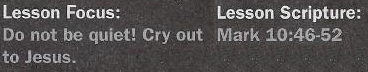 Lesson Focus:
Do not be quiet! Cry out
to Jesus.
Lesson Scripture:
Mark 10:46-52